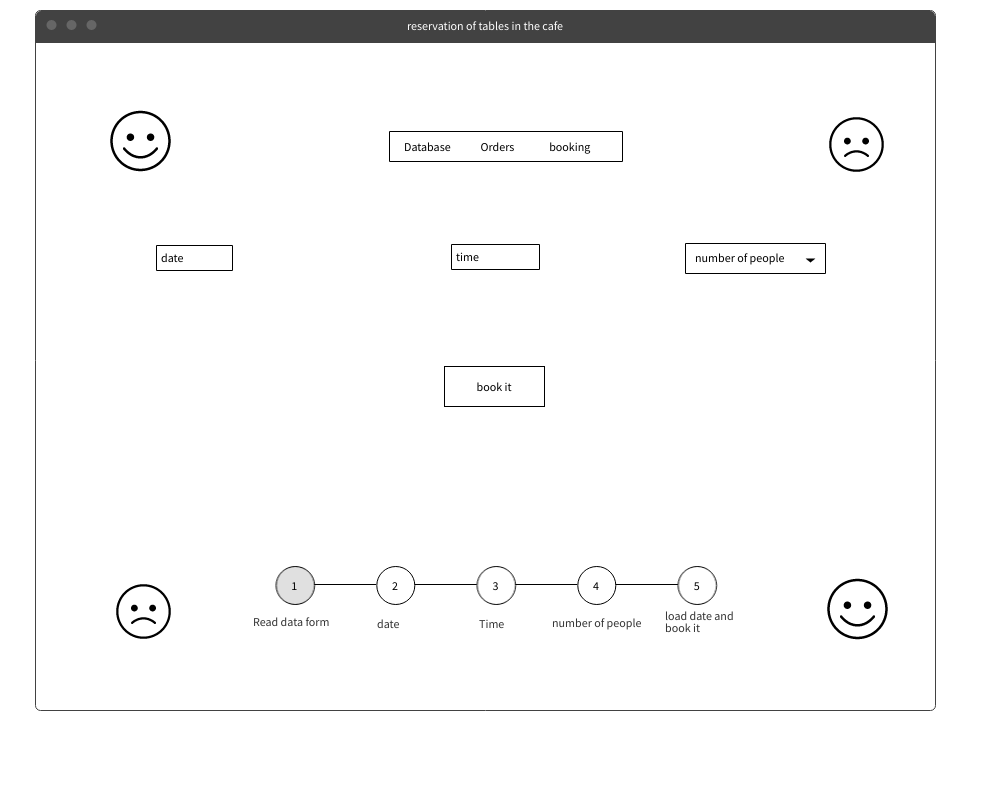 reservation of tables in the cafe
Database Orders booking
date
time
number of people
book it
1 2 3 4 5
Read data form
date
Time
number of people
load date and
book it